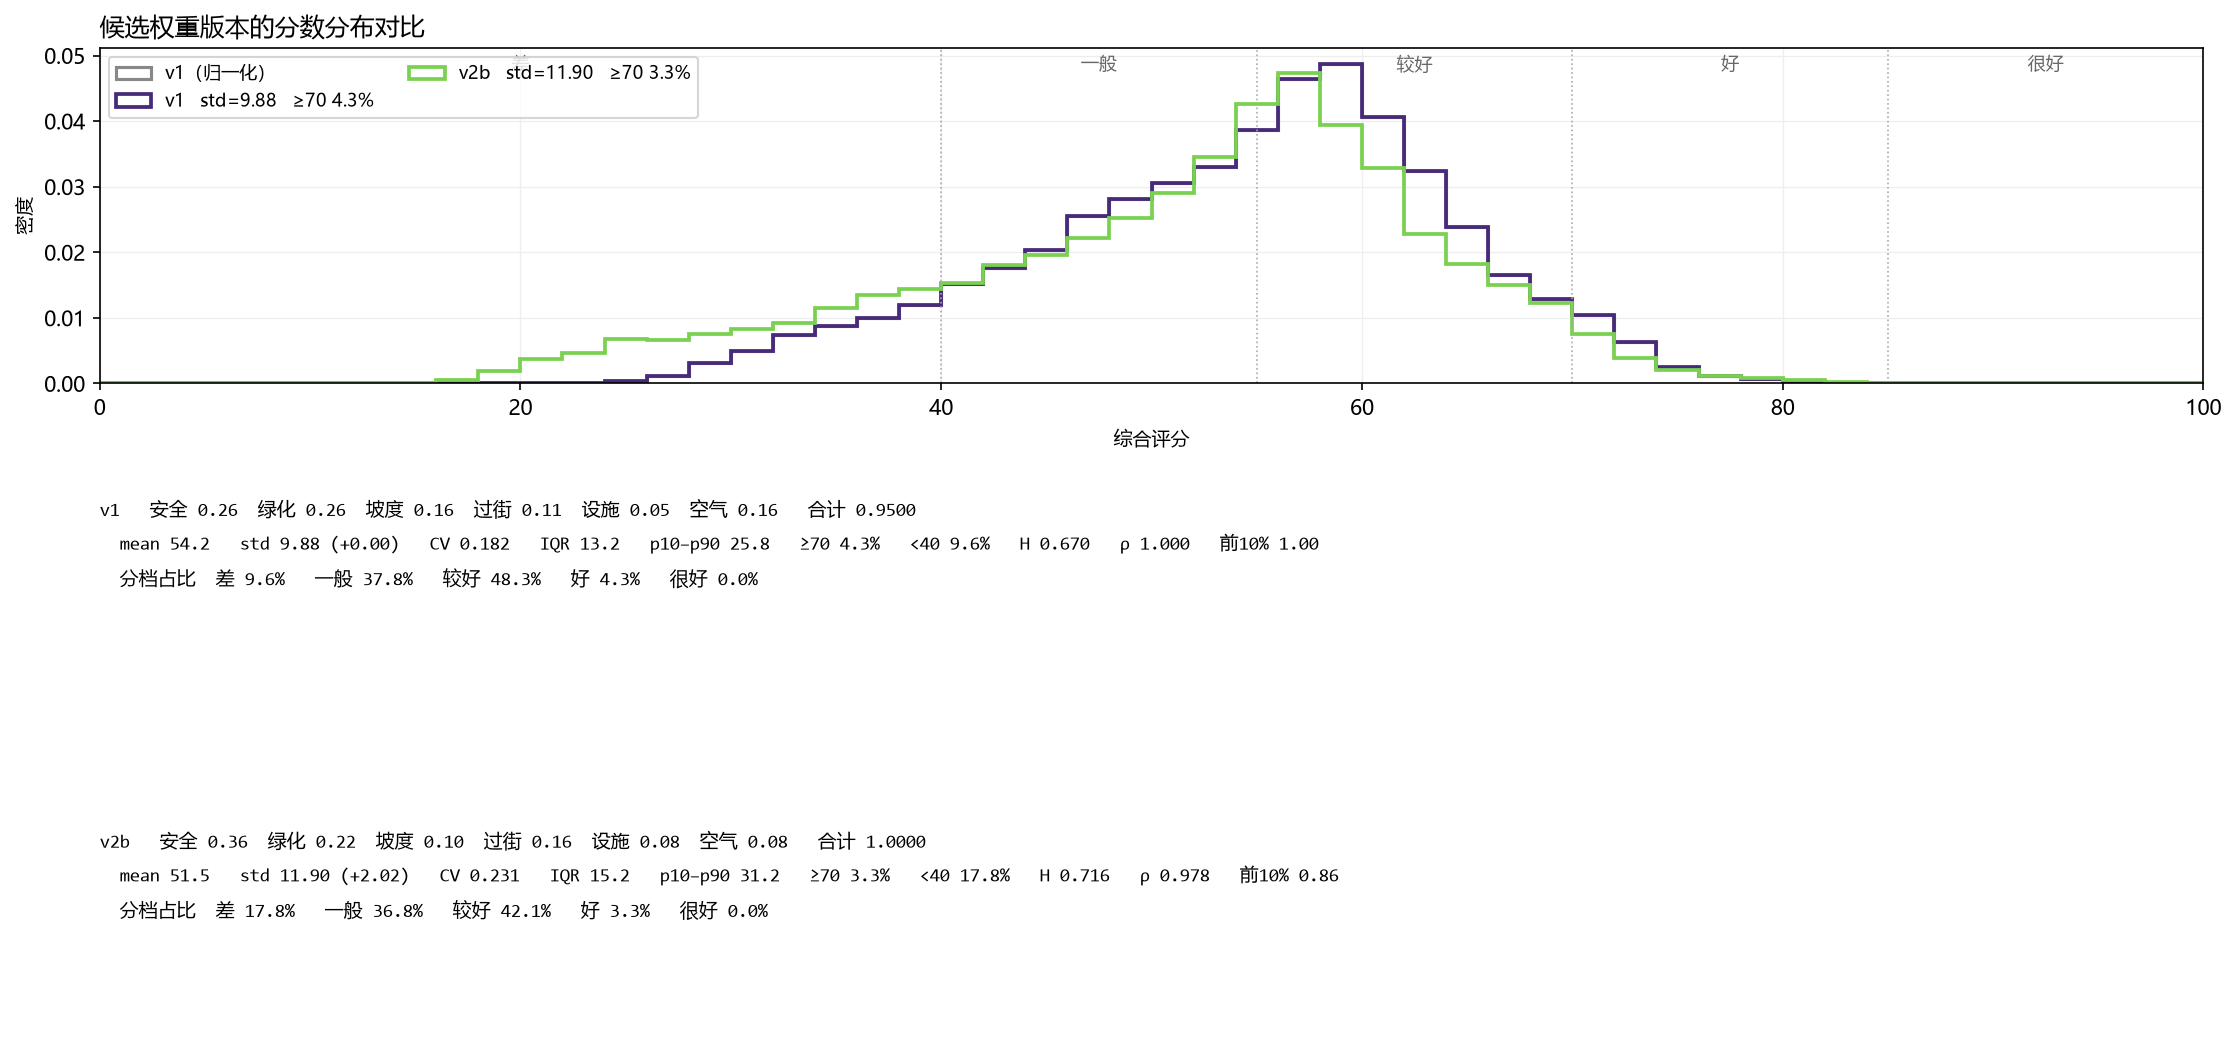 候选权重版本的分数分布对比
差 一般 较好 好 很好
v1 (归一化)
v1 std=9.88 ≥70 4.3%
v2b std=11.90 ≥70 3.3%
密度
0.05
0.04
0.03
0.02
0.01
0.00
0 20 40 60 80 100
综合评分
v1 安全 0.26 绿化 0.26 坡度 0.16 过街 0.11 设施 0.05 空气 0.16 合计 0.9500
mean 54.2 std 9.88 (+0.00) CV 0.182 IQR 13.2 p10–p90 25.8 ≥70 4.3% <40 9.6% H 0.670 ρ 1.000 前10% 1.00
分档占比 差 9.6% 一般 37.8% 较好 48.3% 好 4.3% 很好 0.0%
v2b 安全 0.36 绿化 0.22 坡度 0.10 过街 0.16 设施 0.08 空气 0.08 合计 1.0000
mean 51.5 std 11.90 (+2.02) CV 0.231 IQR 15.2 p10–p90 31.2 ≥70 3.3% <40 17.8% H 0.716 ρ 0.978 前10% 0.86
分档占比 差 17.8% 一般 36.8% 较好 42.1% 好 3.3% 很好 0.0%